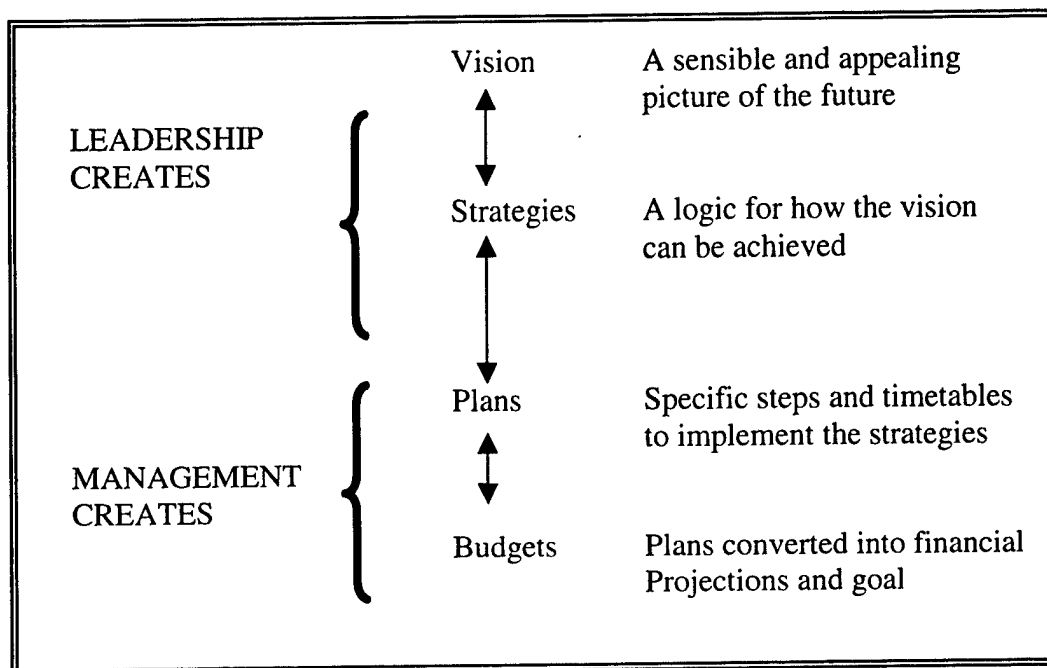 Vision
A sensible and appealing
picture of the future
LEADERSHIP
CREATES
Strategies
A logic for how the vision
can be achieved
Plans
Specific steps and timetables
to implement the strategies
MANAGEMENT
CREATES
Budgets
Plans converted into financial
Projections and goal